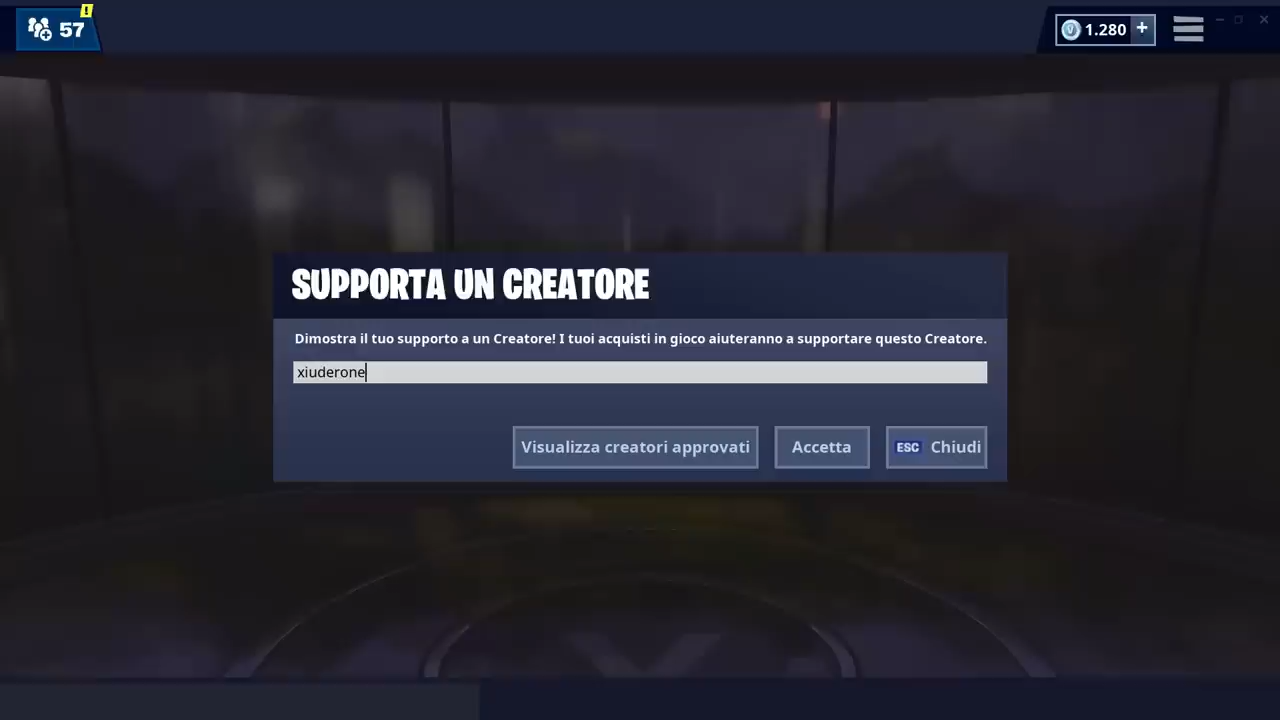 57
!
1.280 +
SUPPORTA UN CREATORE
Dimostra il tuo supporto a un Creatore! I tuoi acquisti in gioco aiuteranno a supportare questo Creatore.
xiuderone
Visualizza creatori approvati
Accetta
ESC Chiudi